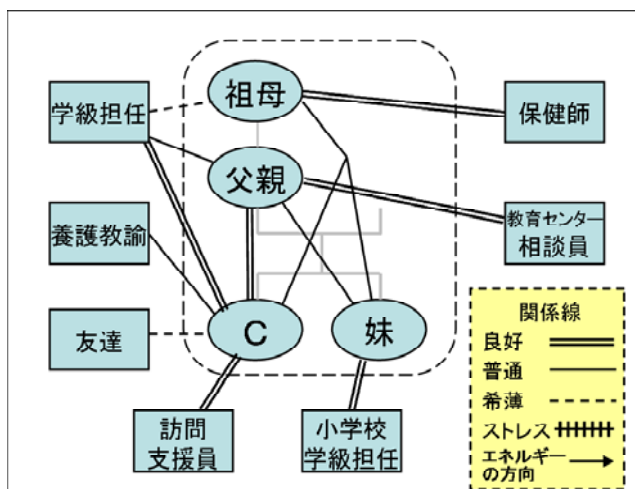 祖母
学級担任
保健師
父親
養護教諭
教育センター
相談員
友達
C
妹
訪問
支援員
小学校
学級担任
関係線
良好
普通
希薄
ストレス
エネルギー
の方向